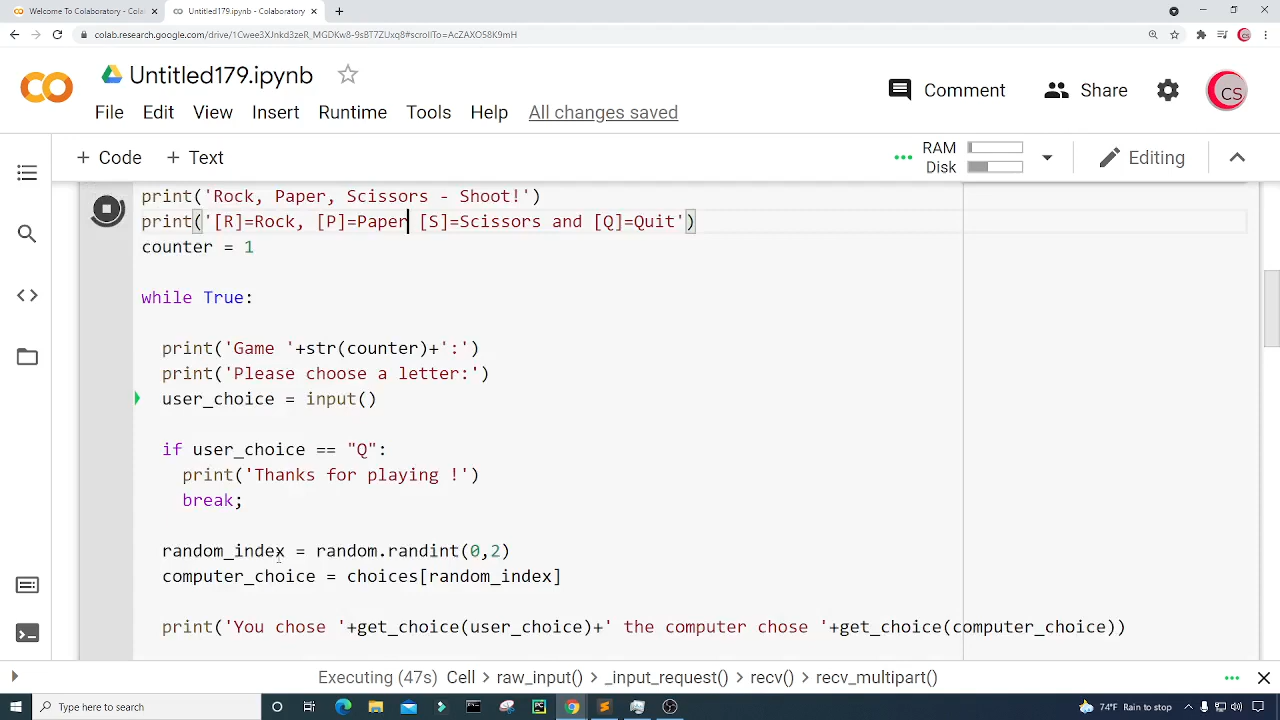 Welcome To Colaboratory - Colab
Untitled179.ipynb - Colaboratory
colab.research.google.com/drive/1Cwee3XJnkd3zeR_MGDKw8-9sBT7ZUxq8#scrollTo=AcZAXO58K9mH
Untitled179.ipynb
File Edit View Insert Runtime Tools Help All changes saved
Comment
Share
CS
+ Code + Text
RAM
Disk
Editing
print('Rock, Paper, Scissors - Shoot!')
print('[R]=Rock, [P]=Paper [S]=Scissors and [Q]=Quit')
counter = 1
while True:
print('Game '+str(counter)+':')
print('Please choose a letter:')
user_choice = input()
if user_choice == "Q":
print('Thanks for playing !')
break;
random_index = random.randint(0,2)
computer_choice = choices[random_index]
print('You chose '+get_choice(user_choice)+' the computer chose '+get_choice(computer_choice))
Executing (47s) Cell > raw_input() > _input_request() > recv() > recv_multipart()
Type here to search
74°F Rain to stop